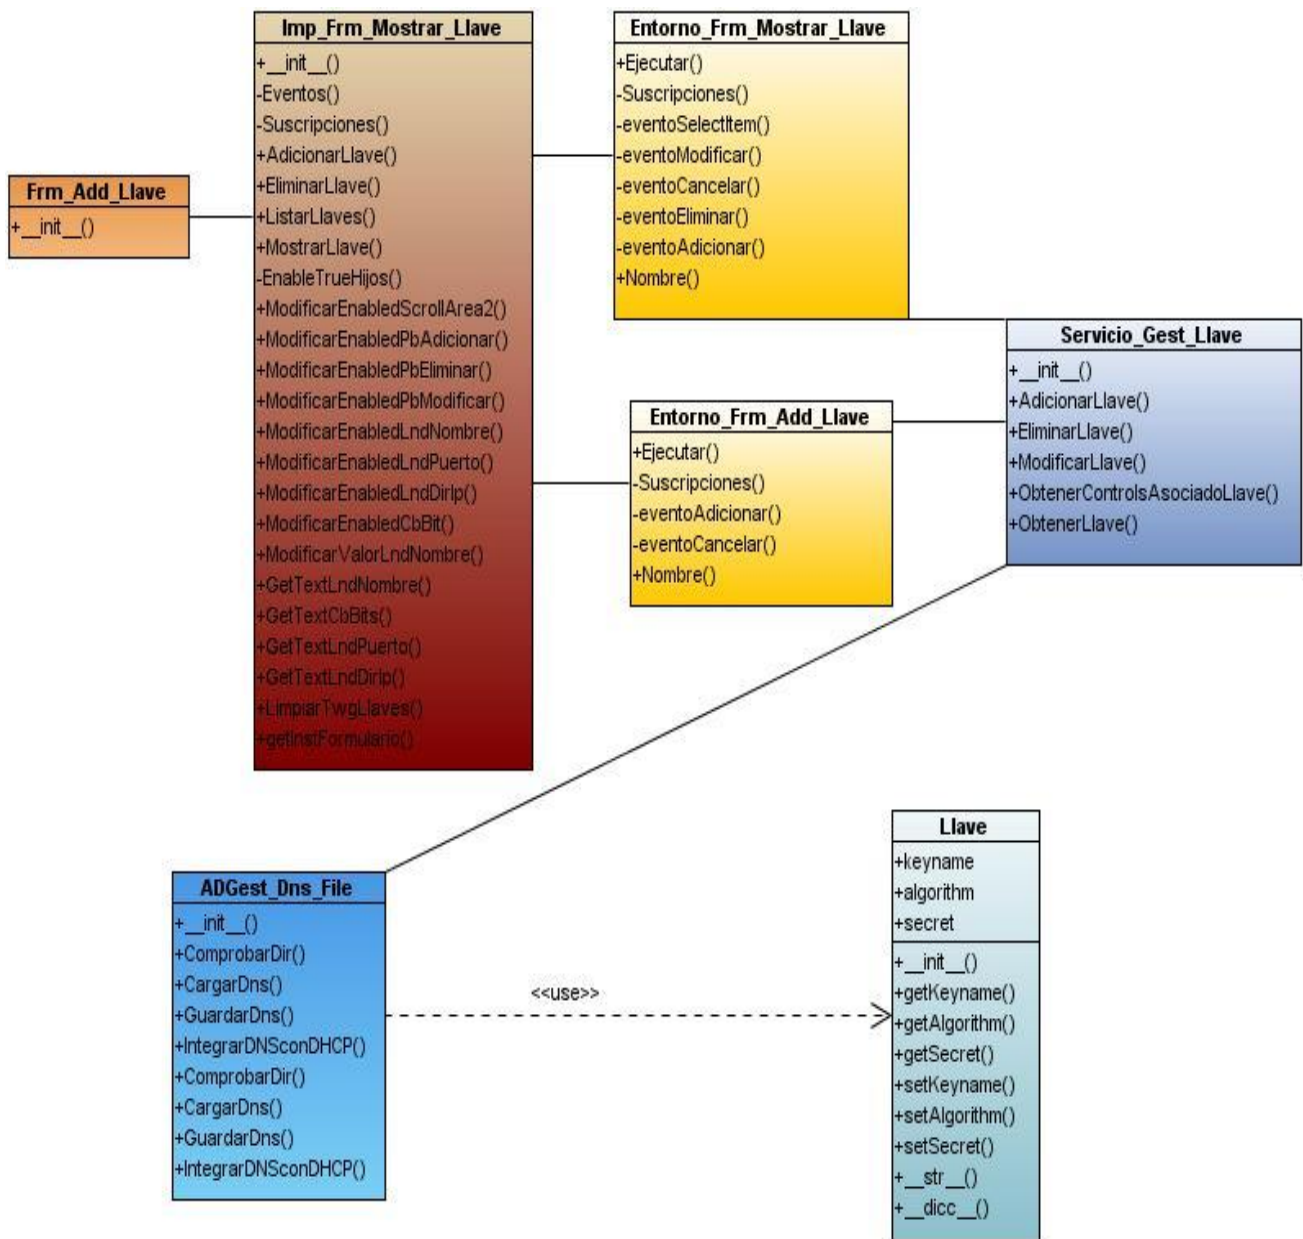 Imp_Frm_Mostrar_Llave
+__init__()
-Eventos()
-Suscripciones()
+AdicionarLlave()
+EliminarLlave()
+ListarLlaves()
+MostrarLlave()
-EnableTrueHijos()
+ModificarEnabledScrollArea2()
+ModificarEnabledPbAdicionar()
+ModificarEnabledPbEliminar()
+ModificarEnabledPbModificar()
+ModificarEnabledLndNombre()
+ModificarEnabledLndPuerto()
+ModificarEnabledLndDirIp()
+ModificarEnabledCbBit()
+ModificarValorLndNombre()
+GetTextLndNombre()
+GetTextCbBits()
+GetTextLndPuerto()
+GetTextLndDirIp()
+LimpiarTwgLlaves()
+getInstFormulario()
Entorno_Frm_Mostrar_Llave
+Ejecutar()
-Suscripciones()
-eventoSelectItem()
-eventoModificar()
-eventoCancelar()
-eventoEliminar()
-eventoAdicionar()
+Nombre()
Frm_Add_Llave
+__init__()
Servicio_Gest_Llave
+__init__()
+AdicionarLlave()
+EliminarLlave()
+ModificarLlave()
+ObtenerControlsAsociadoLlave()
+ObtenerLlave()
Entorno_Frm_Add_Llave
+Ejecutar()
-Suscripciones()
-eventoAdicionar()
-eventoCancelar()
+Nombre()
ADGest_Dns_File
+__init__()
+ComprobarDir()
+CargarDns()
+GuardarDns()
+IntegrarDNSconDHCP()
+ComprobarDir()
+CargarDns()
+GuardarDns()
+IntegrarDNSconDHCP()
<<use>>
Llave
+keyname
+algorithm
+secret
+__init__()
+getKeyname()
+getAlgorithm()
+getSecret()
+setKeyname()
+setAlgorithm()
+setSecret()
+__str__()
+__dicc__()